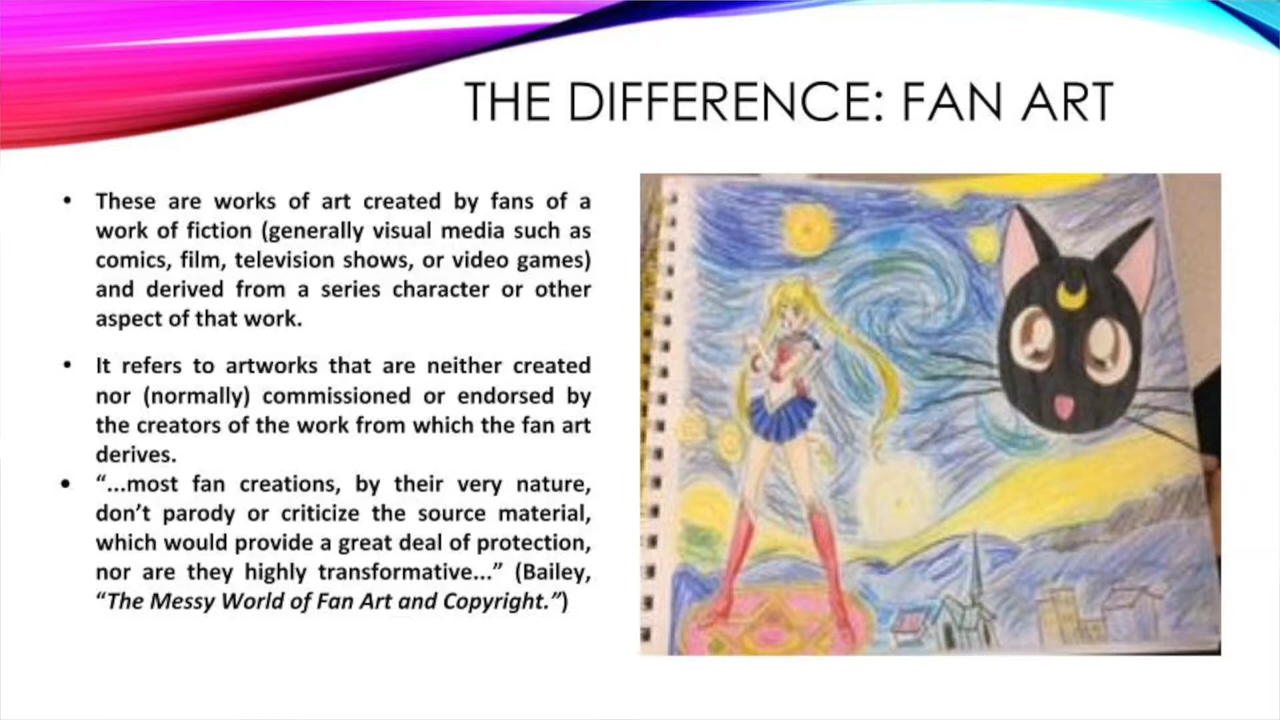 THE DIFFERENCE: FAN ART
• These are works of art created by fans of a
work of fiction (generally visual media such as
comics, film, television shows, or video games)
and derived from a series character or other
aspect of that work.
• It refers to artworks that are neither created
nor (normally) commissioned or endorsed by
the creators of the work from which the fan art
derives.
• “...most fan creations, by their very nature,
don’t parody or criticize the source material,
which would provide a great deal of protection,
nor are they highly transformative...” (Bailey,
“The Messy World of Fan Art and Copyright.”)